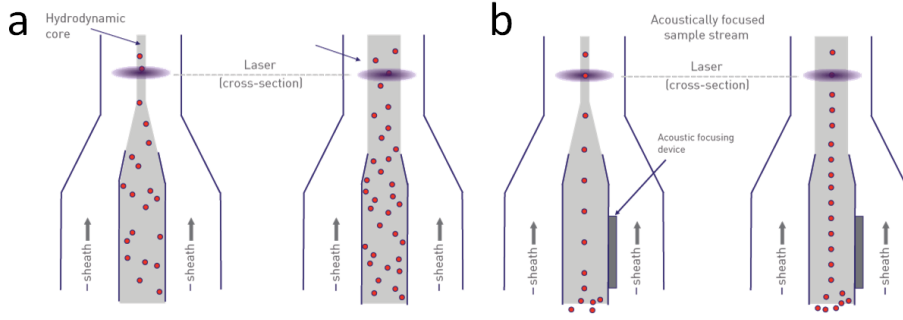 a
Hydrodynamic
core
Laser
(cross-section)
– sheath
– sheath
– sheath
– sheath
b
Acoustically focused
sample stream
Laser
(cross-section)
Acoustic focusing
device
– sheath
– sheath
– sheath
– sheath